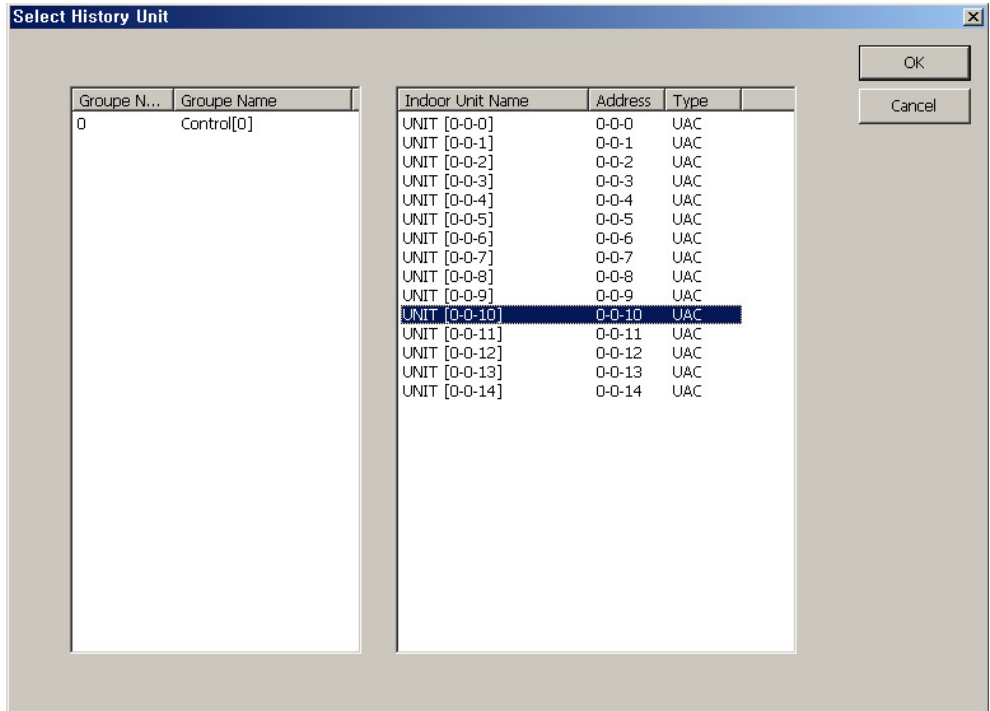 Select History Unit
OK
Cancel
Groupe N... Groupe Name
0 Control[0]
Indoor Unit Name Address Type
UNIT [0-0-0] 0-0-0 UAC
UNIT [0-0-1] 0-0-1 UAC
UNIT [0-0-2] 0-0-2 UAC
UNIT [0-0-3] 0-0-3 UAC
UNIT [0-0-4] 0-0-4 UAC
UNIT [0-0-5] 0-0-5 UAC
UNIT [0-0-6] 0-0-6 UAC
UNIT [0-0-7] 0-0-7 UAC
UNIT [0-0-8] 0-0-8 UAC
UNIT [0-0-9] 0-0-9 UAC
UNIT [0-0-10] 0-0-10 UAC
UNIT [0-0-11] 0-0-11 UAC
UNIT [0-0-12] 0-0-12 UAC
UNIT [0-0-13] 0-0-13 UAC
UNIT [0-0-14] 0-0-14 UAC